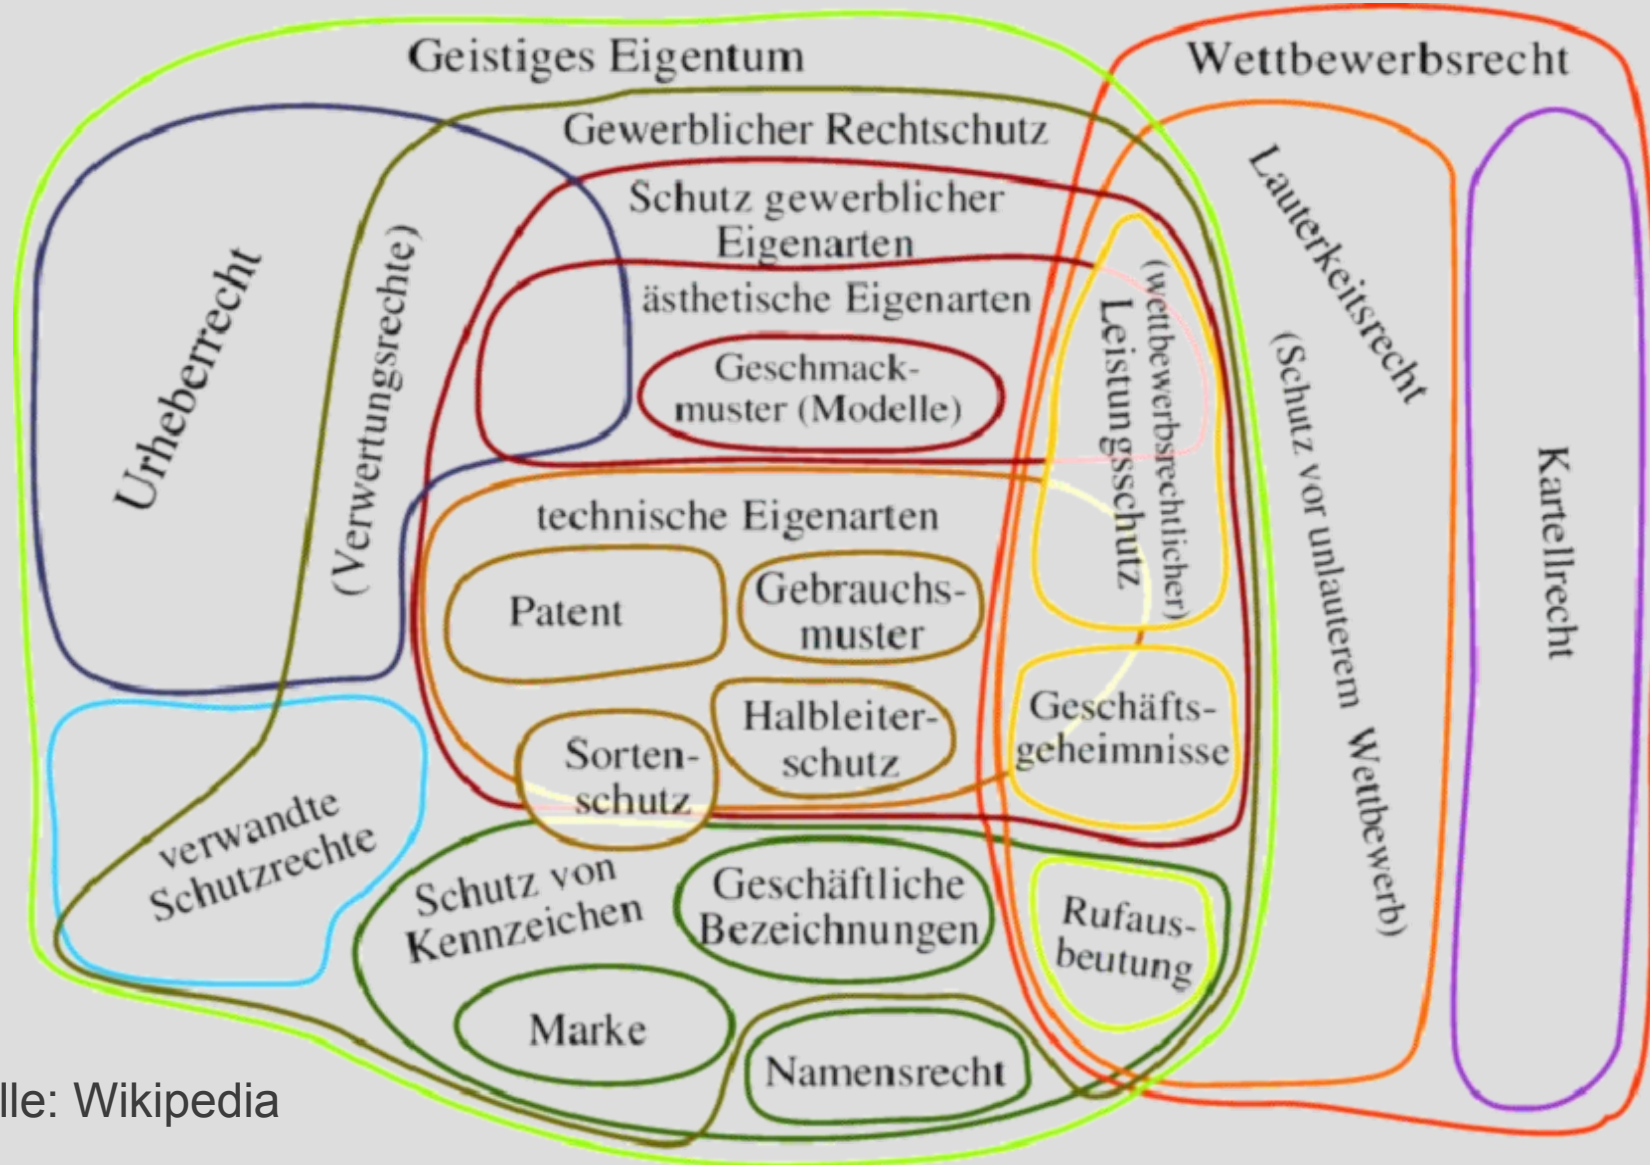 Geistiges Eigentum
Wettbewerbsrecht
Gewerblicher Rechtschutz
Schutz gewerblicher
Eigenarten
ästhetische Eigenarten
Geschmack-
muster (Modelle)
Urheberrecht
(Verwertungsrechte)
technische Eigenarten
Patent
Gebrauchs-
muster
Halbleiter-
schutz
Sorten-
schutz
(wettbewerbsrechtlicher)
Leistungsschutz
Geschäfts-
geheimnisse
Lauterkeitsrecht
(Schutz vor unlauterem Wettbewerb)
Kartellrecht
verwandte
Schutzrechte
Schutz von
Kennzeichen
Geschäftliche
Bezeichnungen
Rufaus-
beutung
Marke
Namensrecht
lle: Wikipedia